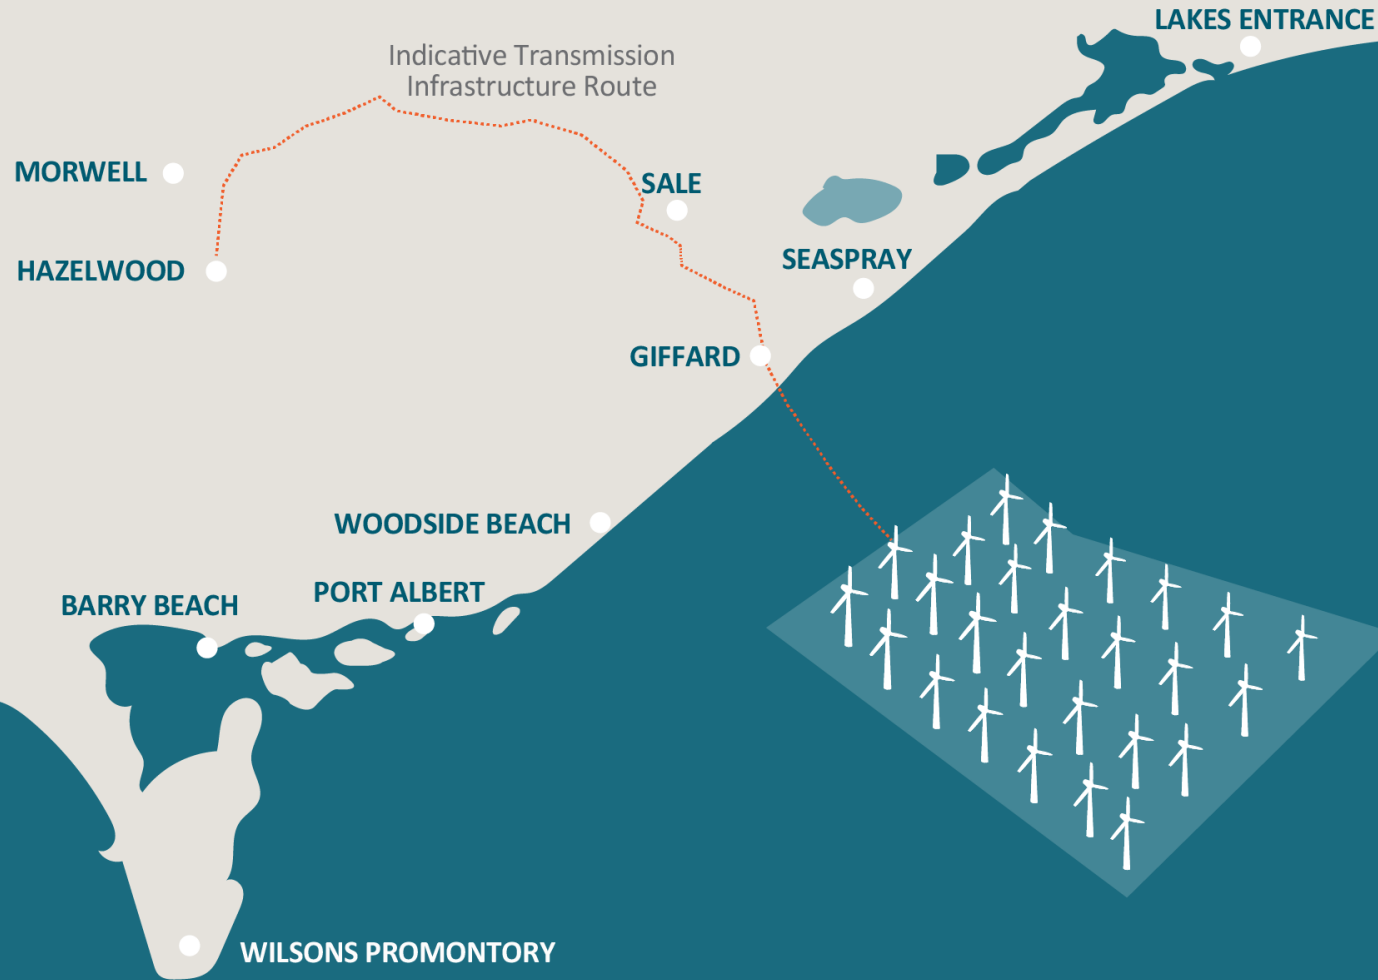 LAKES ENTRANCE
Indicative Transmission
Infrastructure Route
MORWELL
SALE
HAZELWOOD
SEASPRAY
GIFFARD
WOODSIDE BEACH
PORT ALBERT
BARRY BEACH
WILSONS PROMONTORY